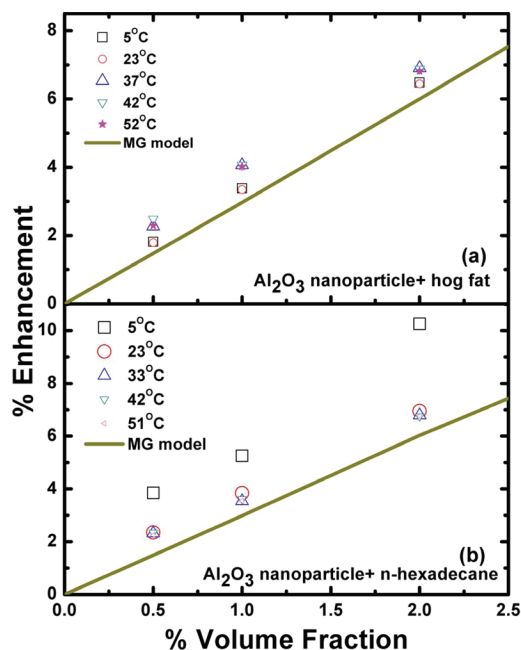 8
6
4
2
0
5°C
23°C
37°C
42°C
52°C
MG model
(a)
Al₂O₃ nanoparticle+ hog fat
% Enhancement
10
8
6
4
2
0
5°C
23°C
33°C
42°C
51°C
MG model
(b)
Al₂O₃ nanoparticle+ n-hexadecane
0.0 0.5 1.0 1.5 2.0 2.5
% Volume Fraction